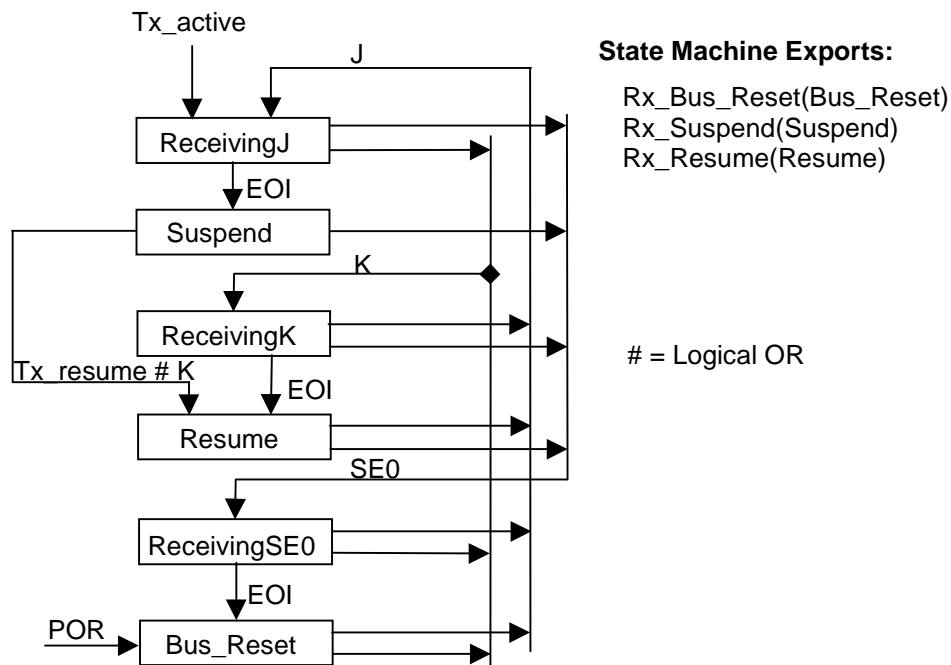 Tx_active
J
State Machine Exports:
Rx_Bus_Reset(Bus_Reset)
Rx_Suspend(Suspend)
Rx_Resume(Resume)
ReceivingJ
EOI
Suspend
K
ReceivingK
# = Logical OR
Tx_resume # K
EOI
Resume
SE0
ReceivingSE0
EOI
POR
Bus_Reset